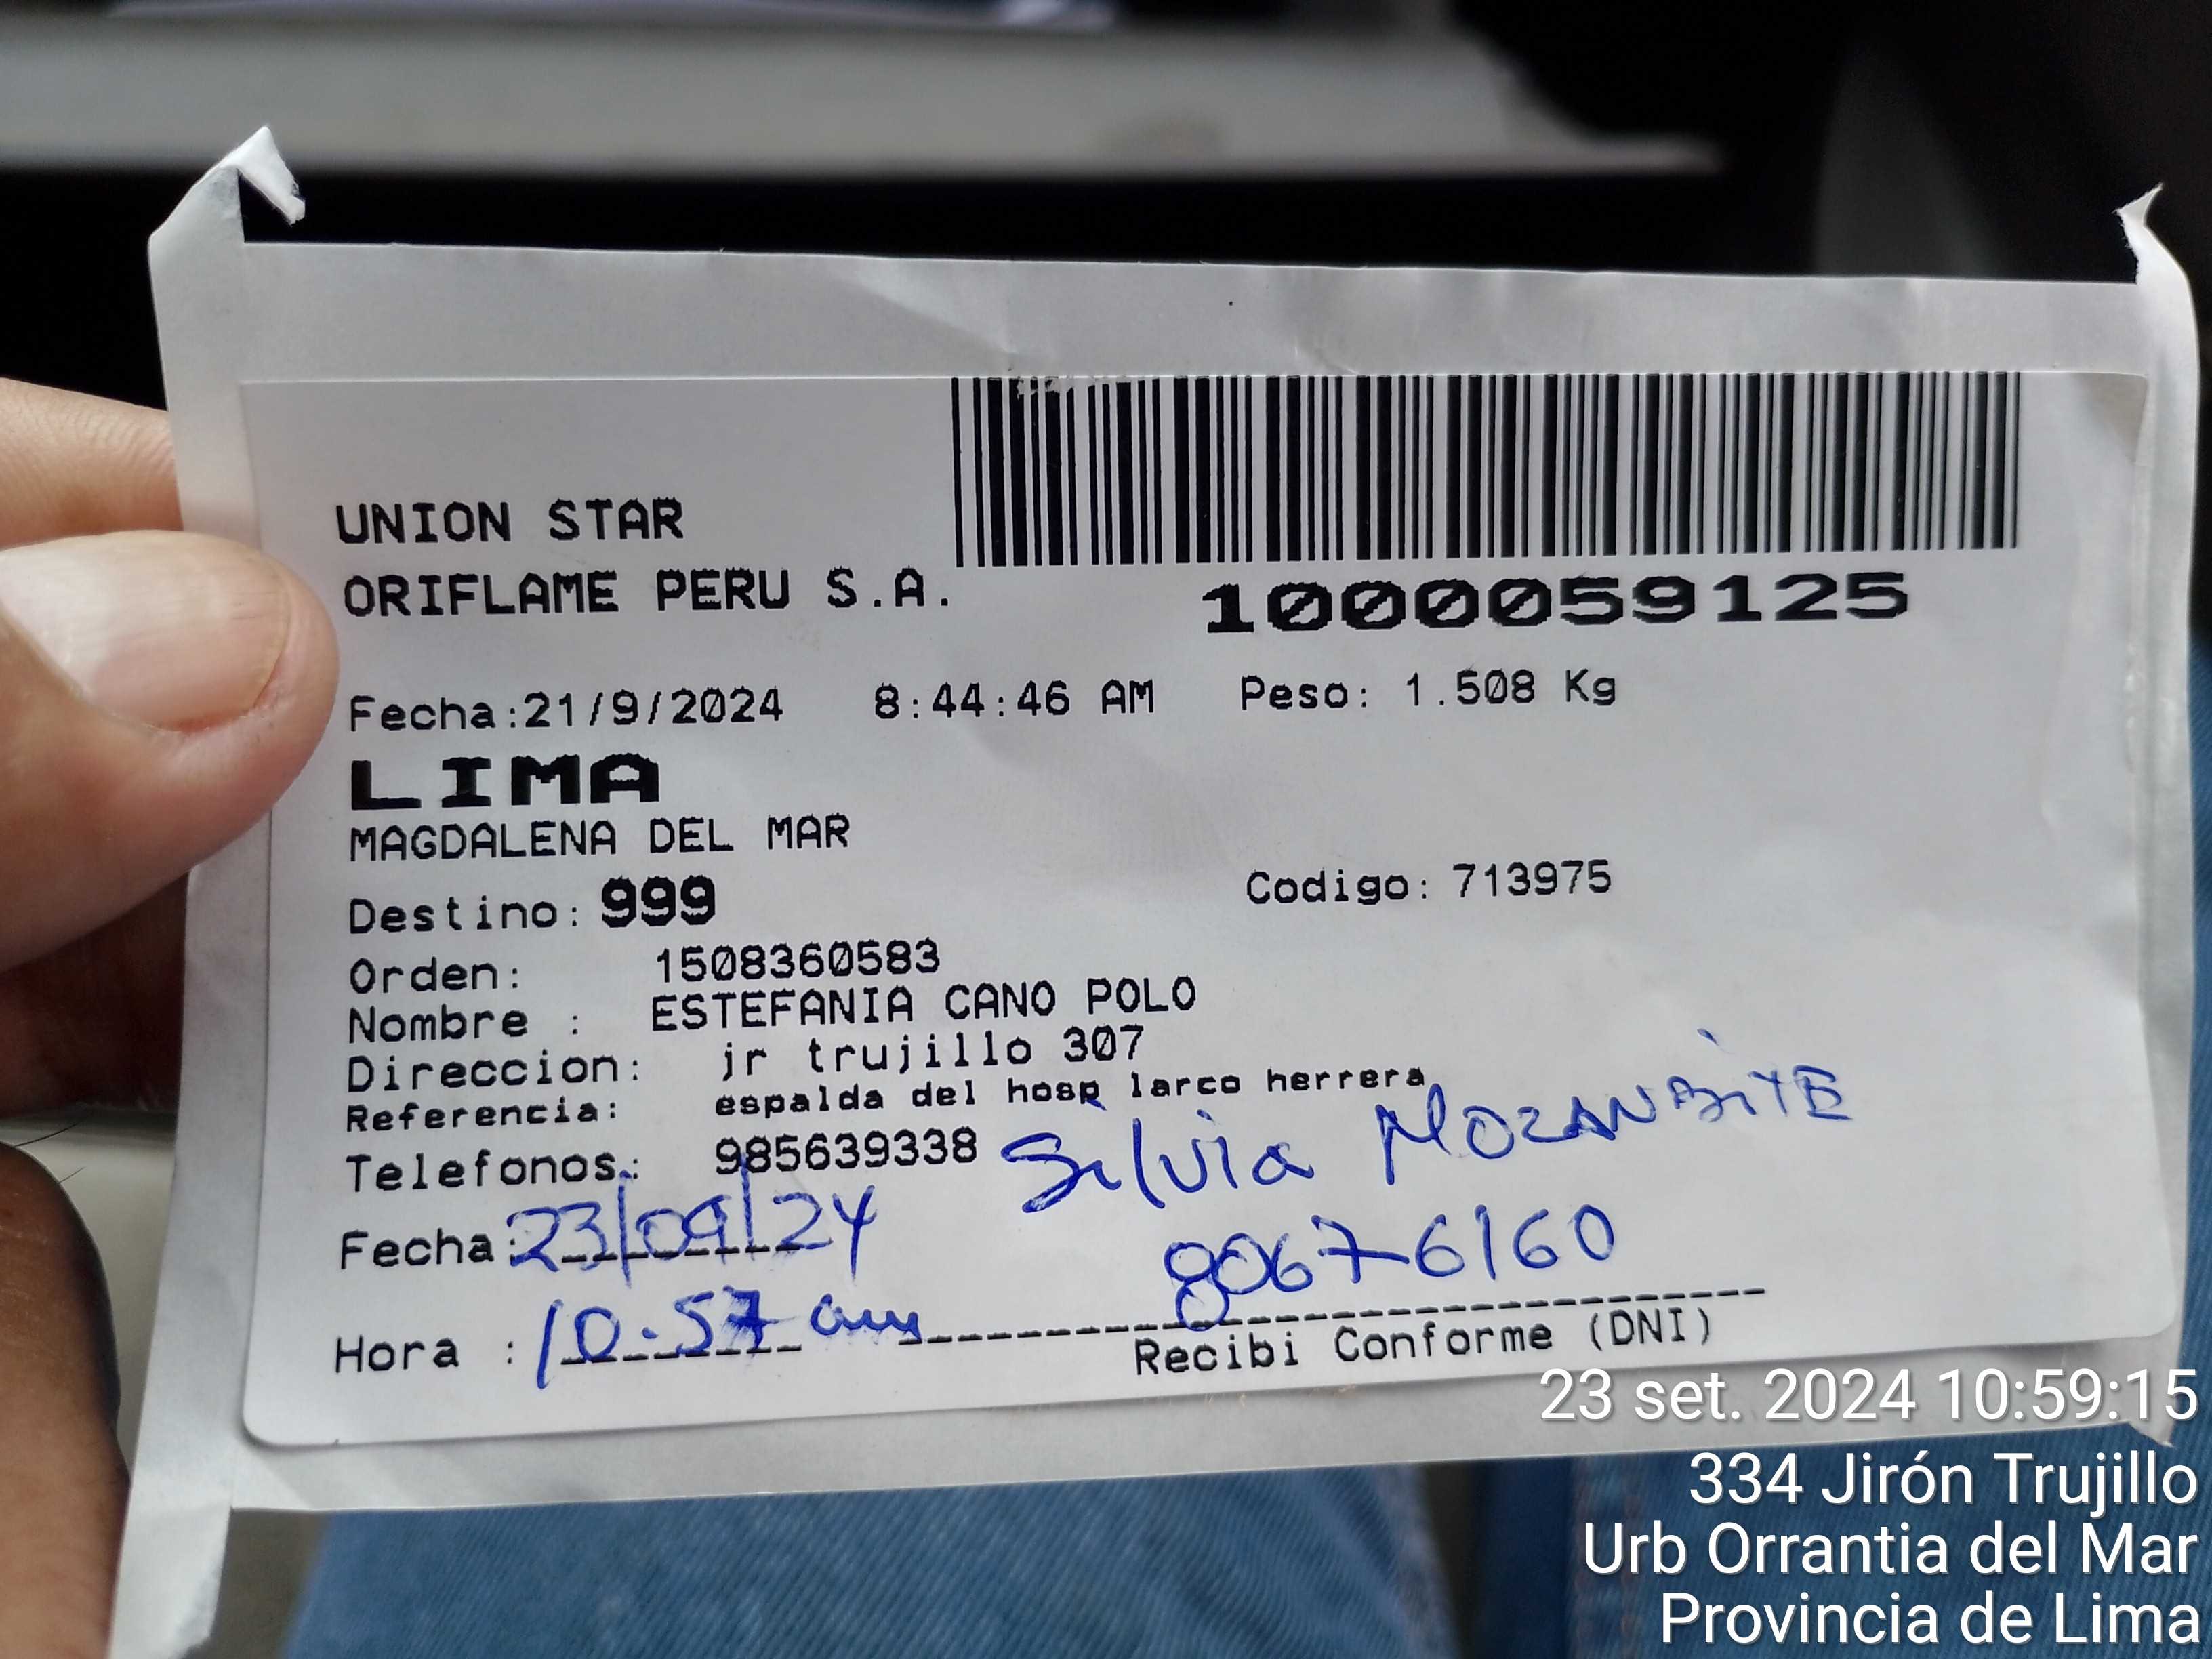 UNION STAR
ORIFLAME PERU S.A.
1000059125
Fecha:21/9/2024 8:44:46 AM Peso: 1.508 Kg
LIMA
MAGDALENA DEL MAR
Destino: 999 Codigo: 713975
Orden: 1508360583
Nombre : ESTEFANIA CANO POLO
Direccion: jr trujillo 307
Referencia: espalda del hosp larco herrera
Telefonos: 985639338 Silvia MOZANBITE
Fecha: 23/09/24 80676160
Hora : 10:57 am
Recibi Conforme (DNI)
23 set. 2024 10:59:15
334 Jirón Trujillo
Urb Orrantia del Mar
Provincia de Lima